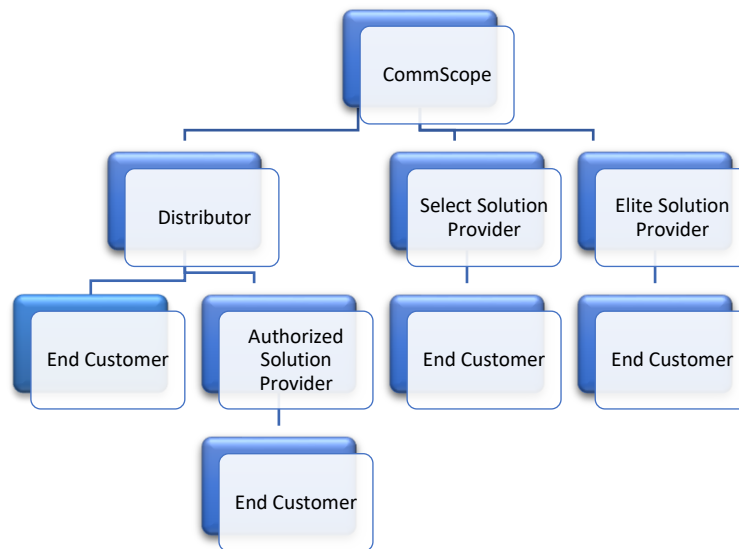 CommScope
Distributor
Select Solution
Provider
Elite Solution
Provider
End Customer
Authorized
Solution
Provider
End Customer
End Customer
End Customer